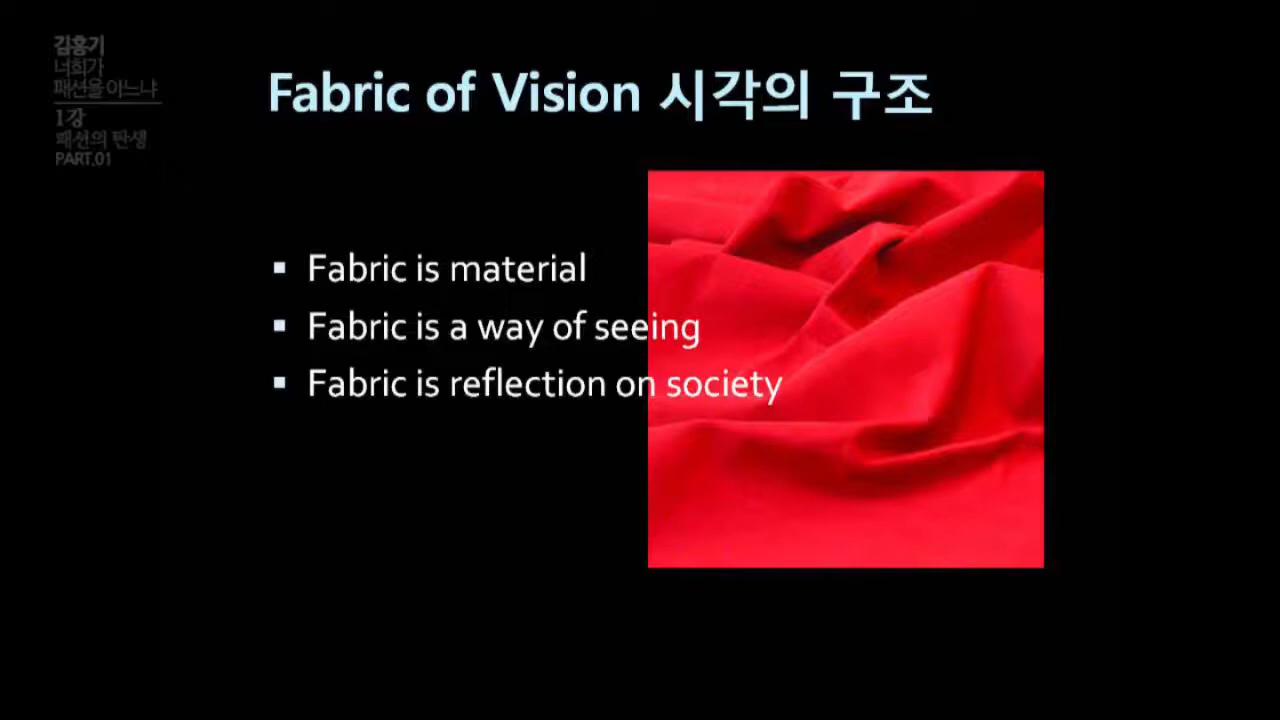 김홍기
너희가
패션을 아느냐
1강
패션의 탄생
PART.01
Fabric of Vision 시각의 구조
▪ Fabric is material
▪ Fabric is a way of seeing
▪ Fabric is reflection on society